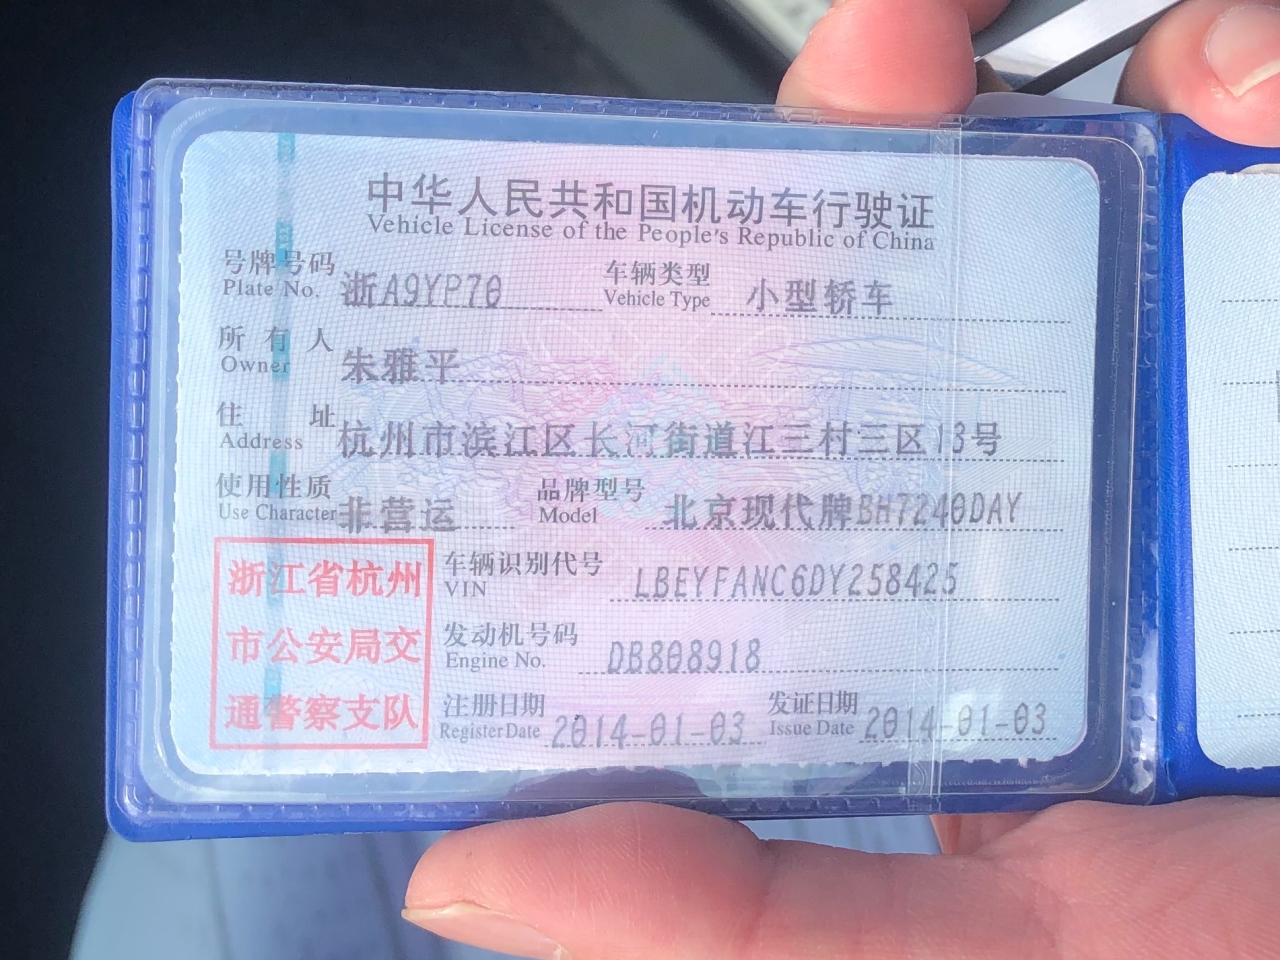 中华人民共和国机动车行驶证
Vehicle License of the People's Republic of China
号牌号码 浙A9YP70 车辆类型 小型轿车
Plate No. Vehicle Type
所有人 朱雅平
Owner
住址 杭州市滨江区长河街道江三村三区13号
Address
使用性质 非营运 品牌型号 北京现代牌BH7240DAY
Use Character Model
浙江省杭州
市公安局交
通警察支队
车辆识别代号 LBEYFANC6DY258425
VIN
发动机号码 DB808918
Engine No.
注册日期 2014-01-03 发证日期 2014-01-03
Register Date Issue Date